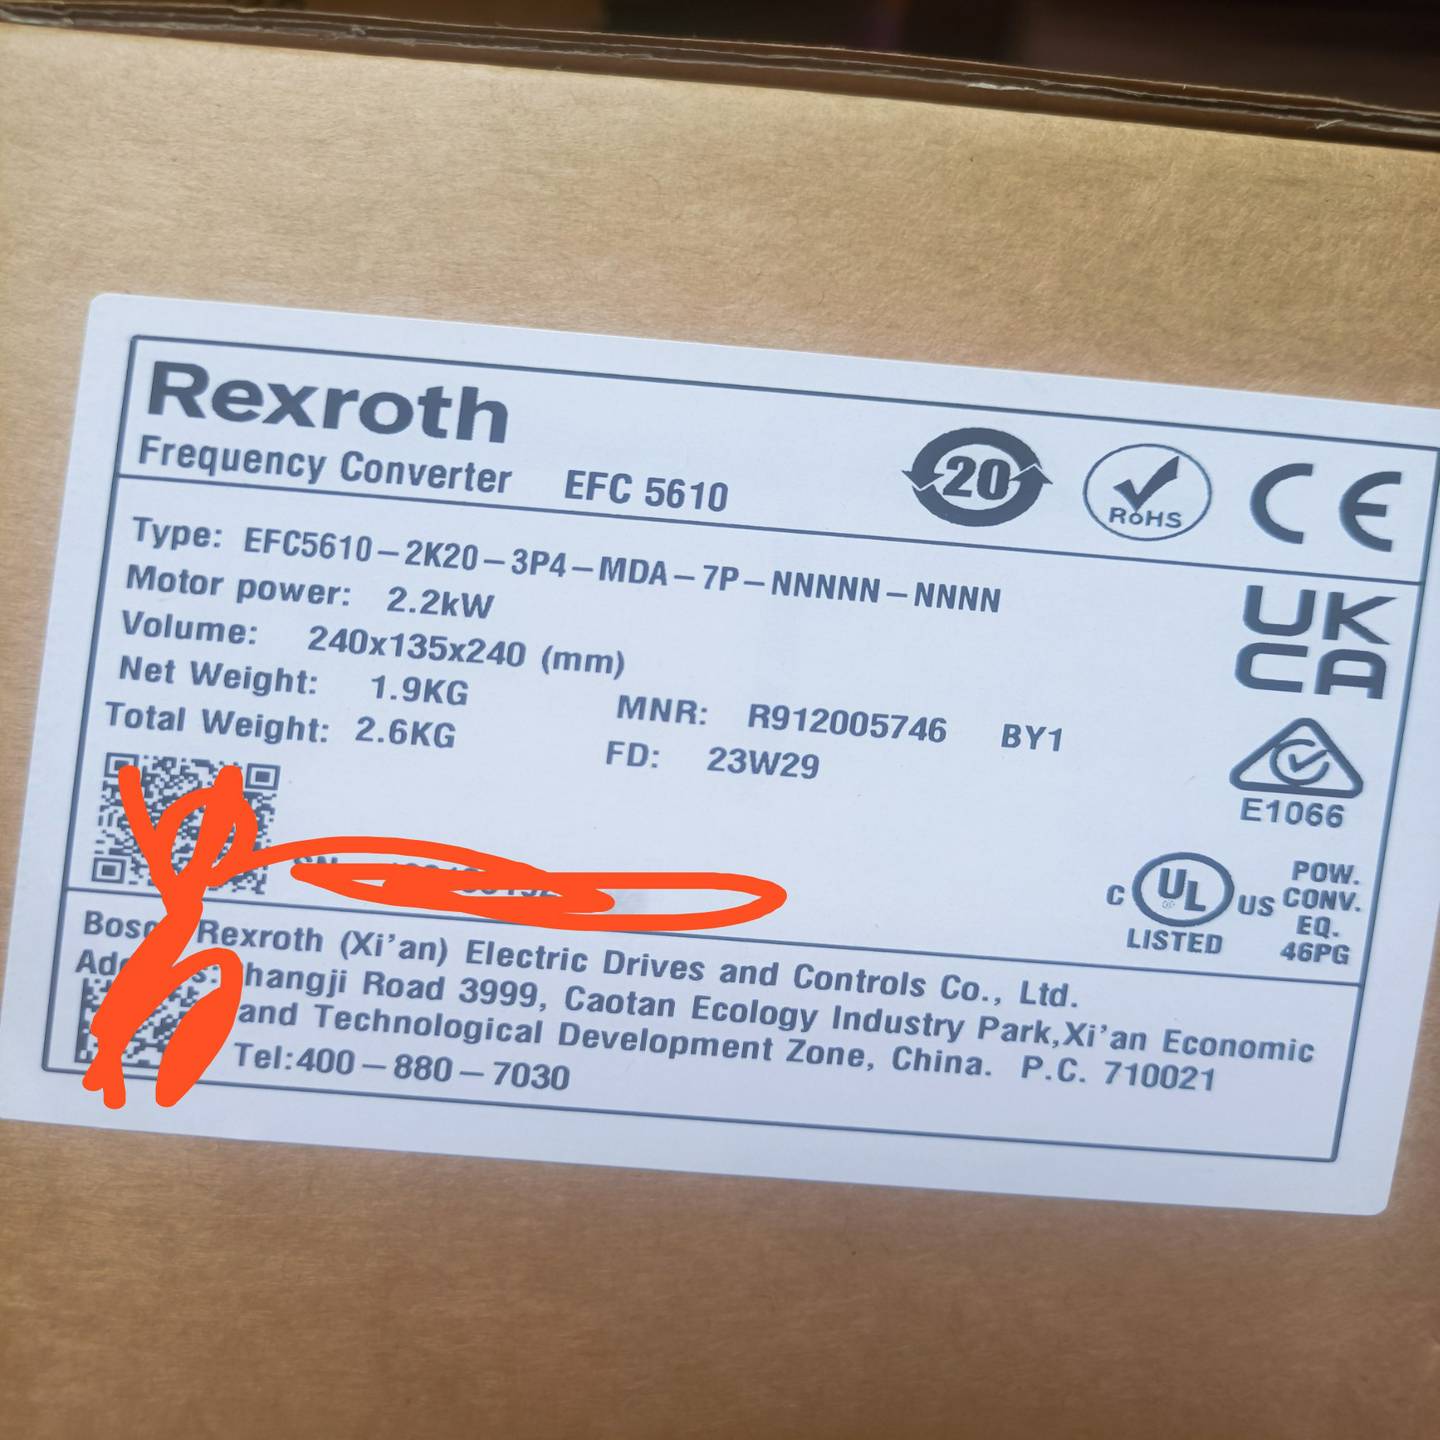 Rexroth
Frequency Converter EFC 5610
20
RoHS
CE
Type: EFC5610-2K20-3P4-MDA-7P-NNNNN-NNNN
Motor power: 2.2kW
Volume: 240x135x240 (mm)
Net Weight: 1.9KG
Total Weight: 2.6KG
MNR: R912005746 BY1
FD: 23W29
UK
CA
E1066
C UL US
LISTED
POW.
CONV.
EQ.
46PG
Rexroth (Xi'an) Electric Drives and Controls Co., Ltd.
Road 3999, Caotan Ecology Industry Park,Xi'an Economic
and Technological Development Zone, China. P.C. 710021
Tel:400-880-7030